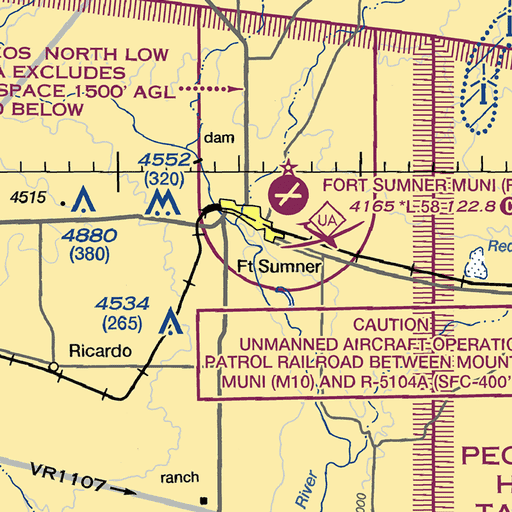 COS NORTH LOW
A EXCLUDES
SPACE 1500' AGL
D BELOW
dam
4552
(320)
4515
4880
(380)
FORT SUMNER MUNI (F
4165 *L 58 122.8 C
UA
Red
Ft Sumner
4534
(265)
Ricardo
CAUTION
UNMANNED AIRCRAFT OPERATIO
PATROL RAILROAD BETWEEN MOUNT
MUNI (M10) AND R-5104A (SFC-400'
VR1107
ranch
River
000
PEC
H
TA